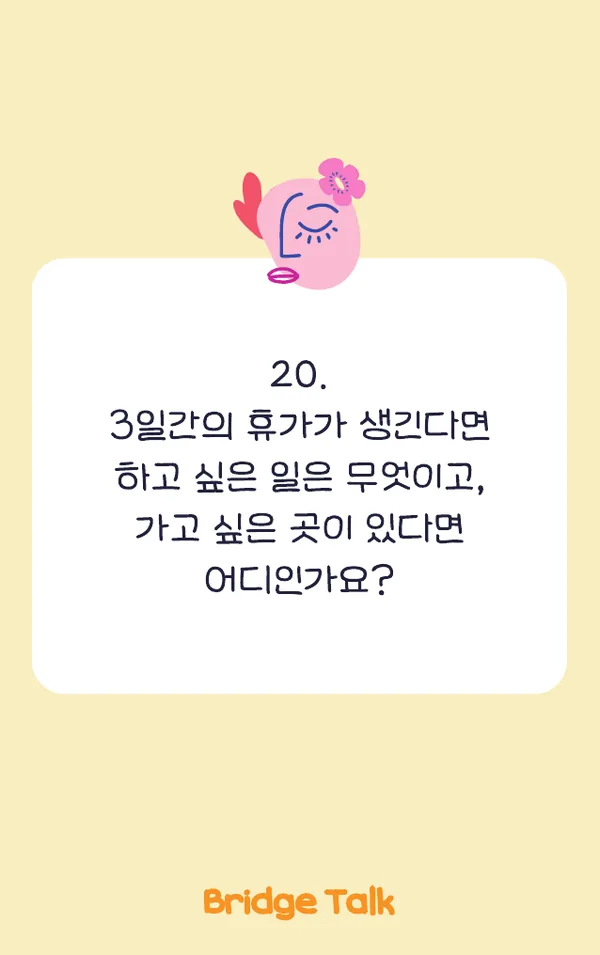 20.
3일간의 휴가가 생긴다면
하고 싶은 일은 무엇이고,
가고 싶은 곳이 있다면
어디인가요?
Bridge Talk